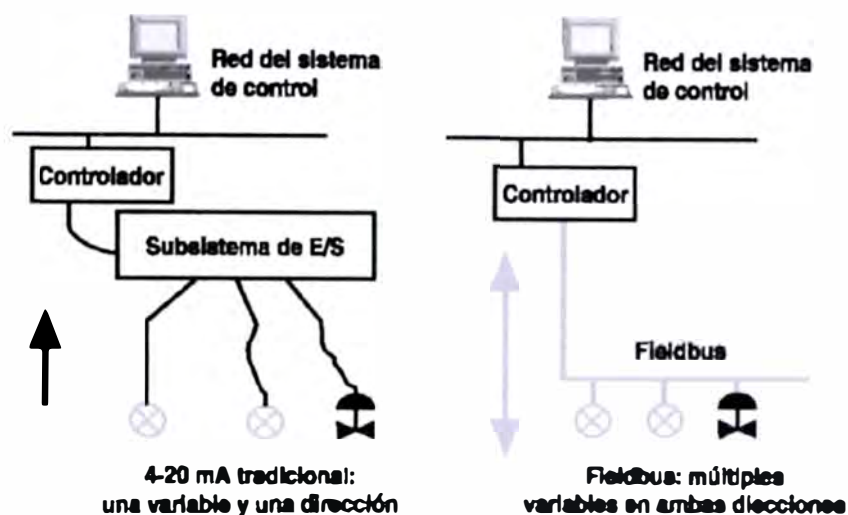 Red del sistema
de control
Controlador
Subsistema de E/S
4-20 mA tradicional:
una variable y una dirección
Red del sistema
de control
Controlador
Fieldbus
Fieldbus: múltiples
variables en ambas diecciones